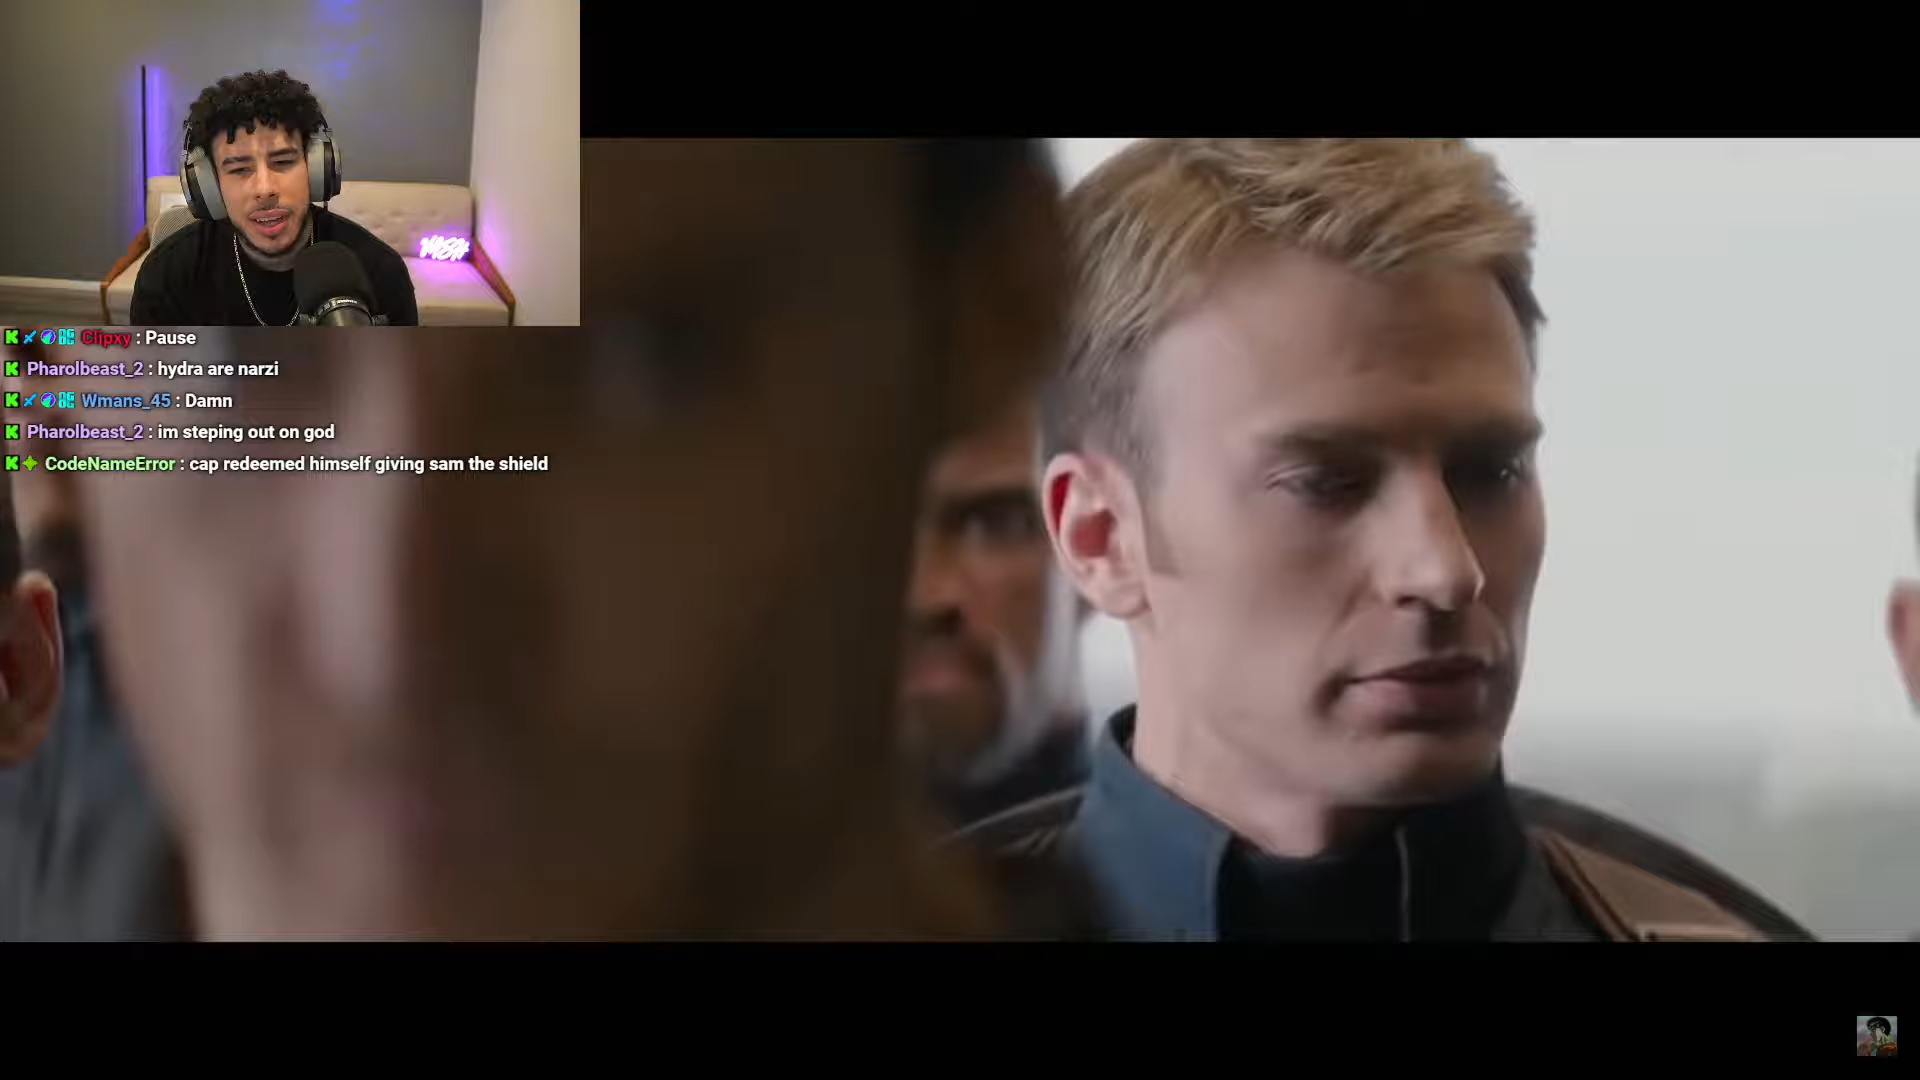 Clipxy : Pause
Pharolbeast_2 : hydra are narzi
Wmans_45 : Damn
Pharolbeast_2 : im steping out on god
CodeNameError : cap redeemed himself giving sam the shield